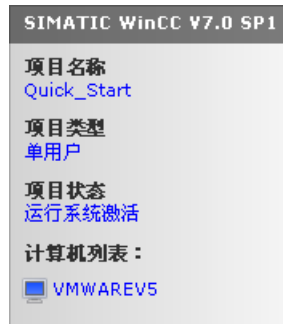 SIMATIC WinCC V7.0 SP1
项目名称
Quick_Start
项目类型
单用户
项目状态
运行系统激活
计算机列表：
VMWAREV5